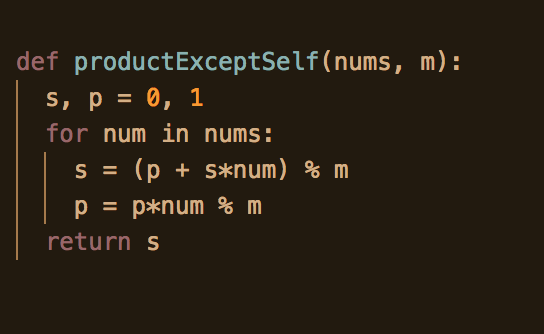 def productExceptSelf(nums, m):
  s, p = 0, 1
  for num in nums:
    s = (p + s*num) % m
    p = p*num % m
  return s